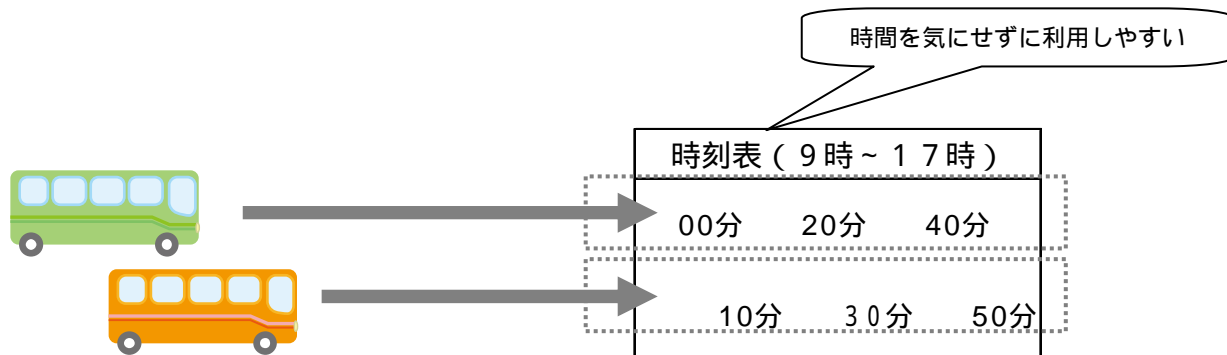 時間を気にせずに利用しやすい
時刻表(9時~17時)
00分 20分 40分
10分 30分 50分